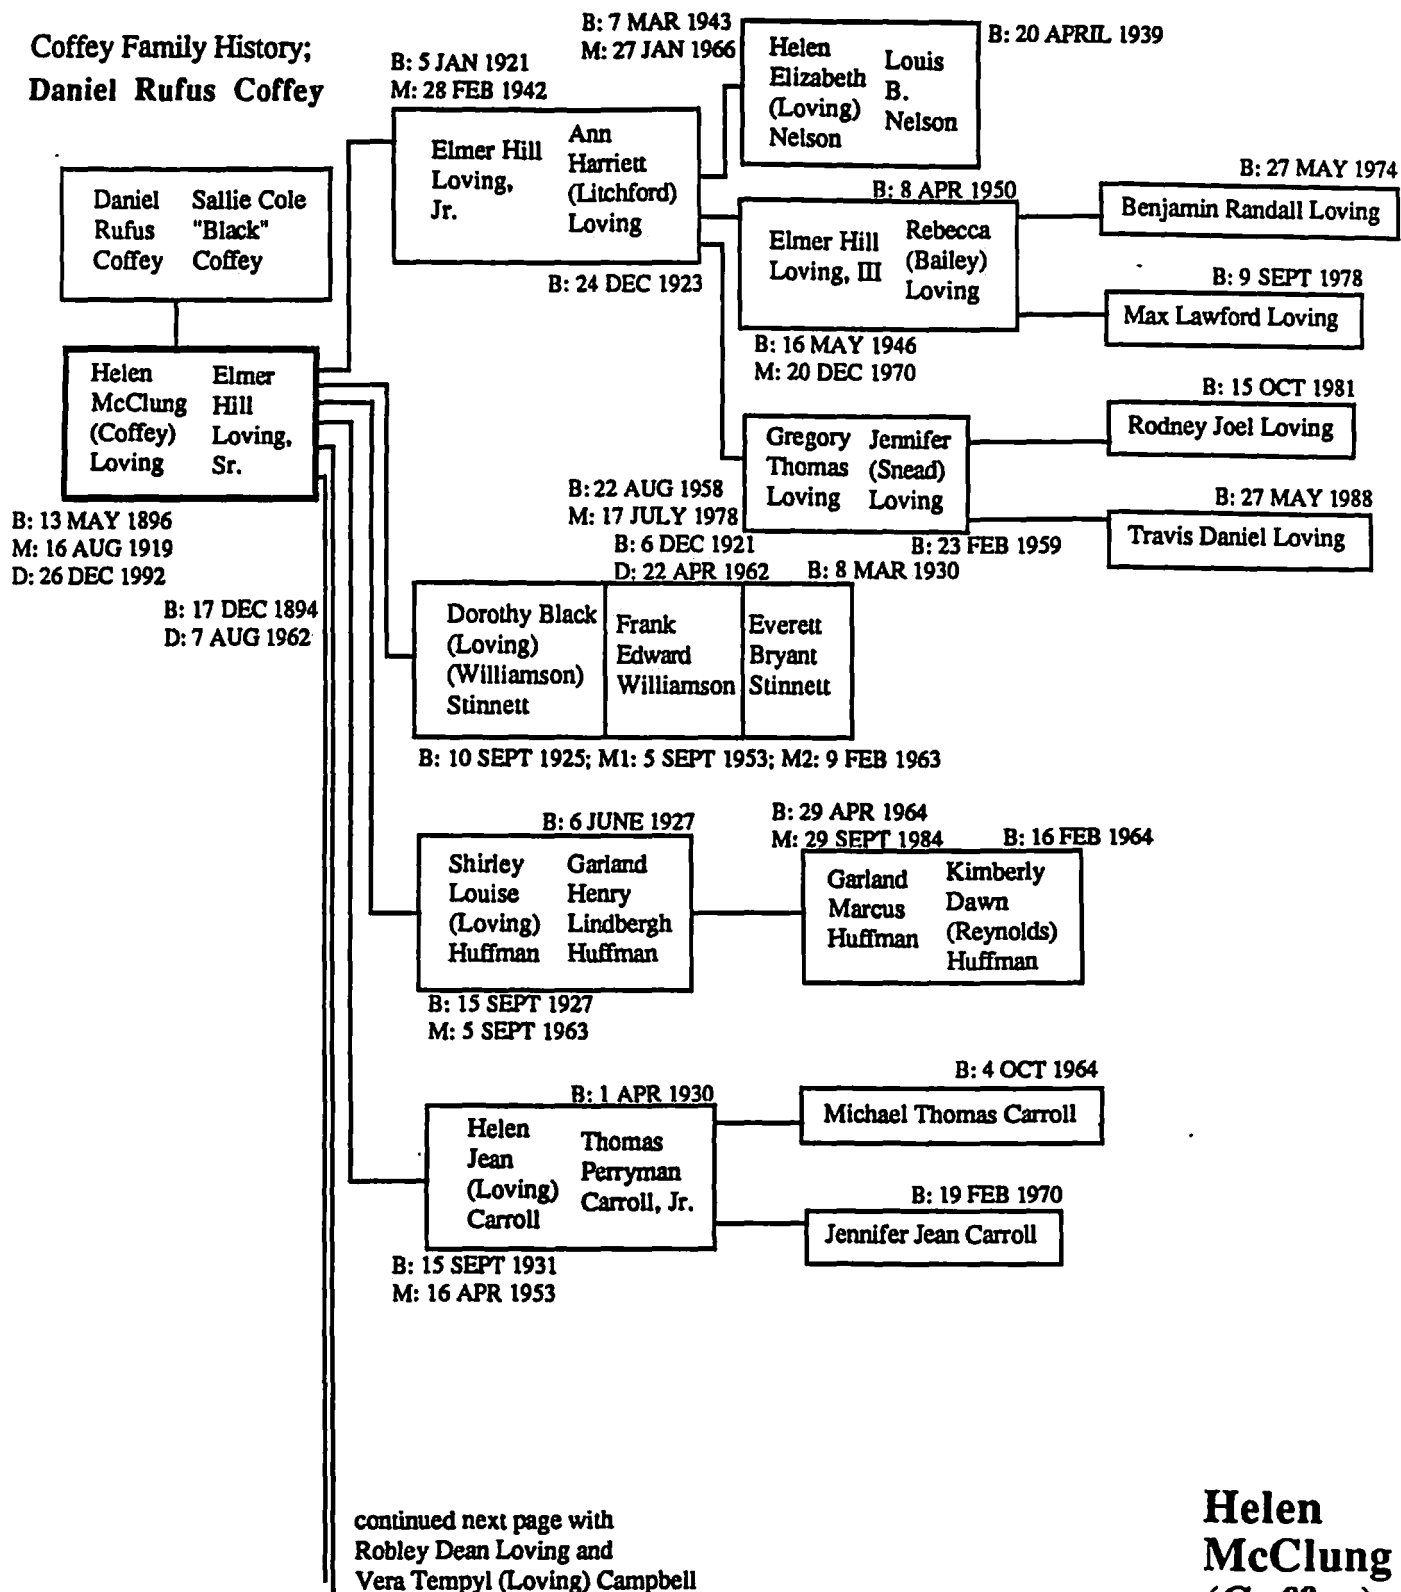 Coffey Family History;
Daniel Rufus Coffey
Daniel
Rufus
Coffey
Sallie Cole
"Black"
Coffey
Helen
McClung
(Coffey)
Loving
Elmer
Hill
Loving,
Sr.
B: 13 MAY 1896
M: 16 AUG 1919
D: 26 DEC 1992
B: 17 DEC 1894
D: 7 AUG 1962
B: 5 JAN 1921
M: 28 FEB 1942
Elmer Hill
Loving,
Jr.
Ann
Harriett
(Litchford)
Loving
B: 24 DEC 1923
B: 7 MAR 1943
M: 27 JAN 1966
Helen
Elizabeth
(Loving)
Nelson
Louis
B.
Nelson
B: 20 APRIL 1939
B: 8 APR 1950
Elmer Hill
Loving, III
Rebecca
(Bailey)
Loving
B: 16 MAY 1946
M: 20 DEC 1970
B: 27 MAY 1974
Benjamin Randall Loving
B: 9 SEPT 1978
Max Lawford Loving
Gregory
Thomas
Loving
Jennifer
(Snead)
Loving
B: 22 AUG 1958
M: 17 JULY 1978
B: 23 FEB 1959
B: 15 OCT 1981
Rodney Joel Loving
B: 27 MAY 1988
Travis Daniel Loving
B: 6 DEC 1921
D: 22 APR 1962
B: 8 MAR 1930
Dorothy Black
(Loving)
(Williamson)
Stinnett
Frank
Edward
Williamson
Everett
Bryant
Stinnett
B: 10 SEPT 1925; M1: 5 SEPT 1953; M2: 9 FEB 1963
B: 6 JUNE 1927
Shirley
Louise
(Loving)
Huffman
Garland
Henry
Lindbergh
Huffman
B: 15 SEPT 1927
M: 5 SEPT 1963
B: 29 APR 1964
M: 29 SEPT 1984
B: 16 FEB 1964
Garland
Marcus
Huffman
Kimberly
Dawn
(Reynolds)
Huffman
B: 1 APR 1930
Helen
Jean
(Loving)
Carroll
Thomas
Perryman
Carroll, Jr.
B: 15 SEPT 1931
M: 16 APR 1953
B: 4 OCT 1964
Michael Thomas Carroll
B: 19 FEB 1970
Jennifer Jean Carroll
continued next page with
Robley Dean Loving and
Vera Tempyl (Loving) Campbell
Helen
McClung